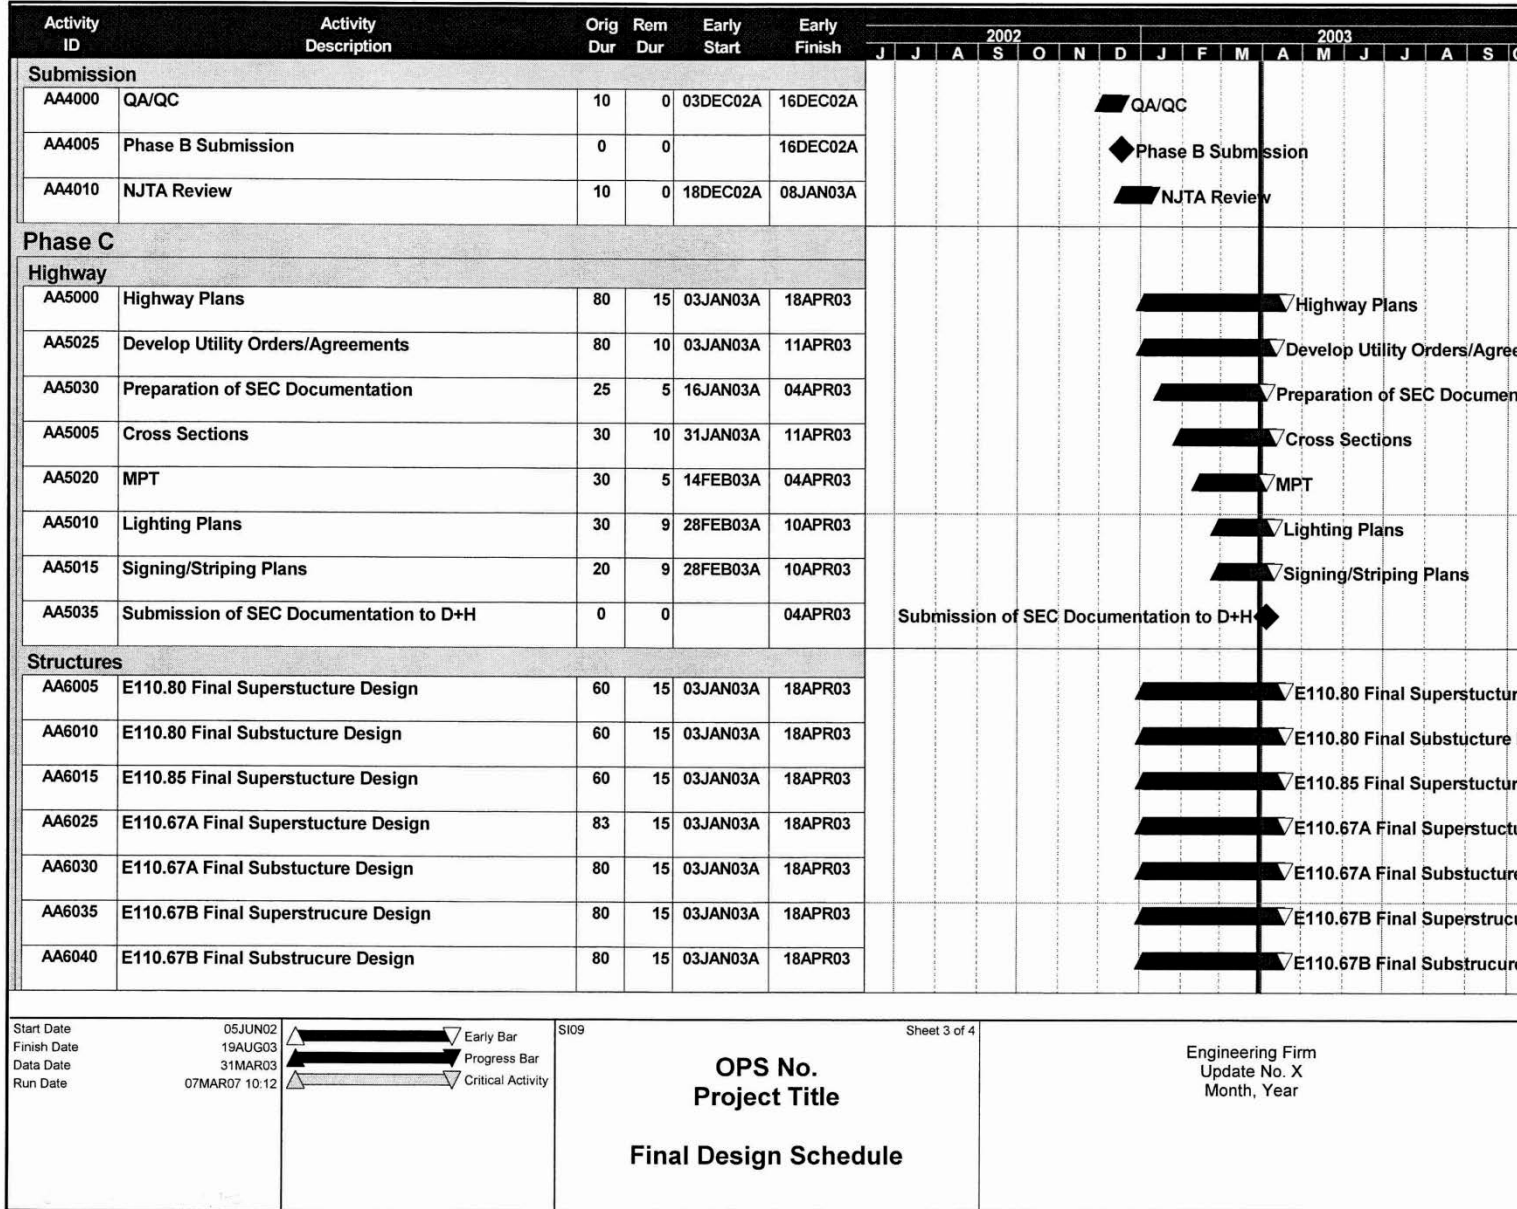 Activity ID Activity Description Orig Dur Rem Dur Early Start Early Finish
2002 2003
J J A S O N D J F M A M J J A S
Submission
AA4000 QA/QC 10 0 03DEC02A 16DEC02A QA/QC
AA4005 Phase B Submission 0 0 16DEC02A Phase B Submission
AA4010 NJTA Review 10 0 18DEC02A 08JAN03A NJTA Review
Phase C
Highway
AA5000 Highway Plans 80 15 03JAN03A 18APR03 Highway Plans
AA5025 Develop Utility Orders/Agreements 80 10 03JAN03A 11APR03 Develop Utility Orders/Agree
AA5030 Preparation of SEC Documentation 25 5 16JAN03A 04APR03 Preparation of SEC Documen
AA5005 Cross Sections 30 10 31JAN03A 11APR03 Cross Sections
AA5020 MPT 30 5 14FEB03A 04APR03 MPT
AA5010 Lighting Plans 30 9 28FEB03A 10APR03 Lighting Plans
AA5015 Signing/Striping Plans 20 9 28FEB03A 10APR03 Signing/Striping Plans
AA5035 Submission of SEC Documentation to D+H 0 0 04APR03 Submission of SEC Documentation to D+H
Structures
AA6005 E110.80 Final Superstucture Design 60 15 03JAN03A 18APR03 E110.80 Final Superstuctur
AA6010 E110.80 Final Substucture Design 60 15 03JAN03A 18APR03 E110.80 Final Substucture
AA6015 E110.85 Final Superstucture Design 60 15 03JAN03A 18APR03 E110.85 Final Superstuctur
AA6025 E110.67A Final Superstucture Design 83 15 03JAN03A 18APR03 E110.67A Final Superstuctu
AA6030 E110.67A Final Substucture Design 80 15 03JAN03A 18APR03 E110.67A Final Substucture
AA6035 E110.67B Final Superstrucure Design 80 15 03JAN03A 18APR03 E110.67B Final Superstrucu
AA6040 E110.67B Final Substrucure Design 80 15 03JAN03A 18APR03 E110.67B Final Substrucure
Start Date 05JUN02
Finish Date 19AUG03
Data Date 31MAR03
Run Date 07MAR07 10:12
Early Bar
Progress Bar
Critical Activity
SI09 Sheet 3 of 4
OPS No.
Project Title
Final Design Schedule
Engineering Firm
Update No. X
Month, Year